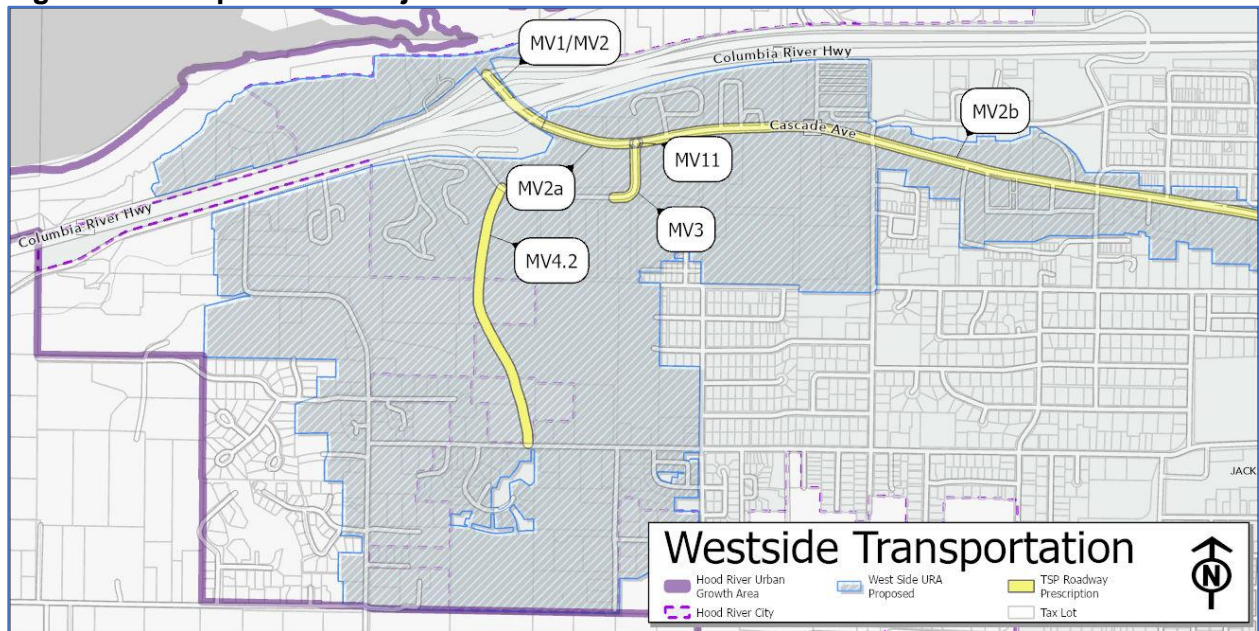 MV1/MV2
Columbia River Hwy
MV2b
Cascade Ave
MV11
MV2a
Columbia River Hwy
MV3
MV4.2
JACK
Westside Transportation
Hood River Urban
Growth Area
West Side URA
Proposed
TSP Roadway
Prescription
Hood River City
Tax Lot
N